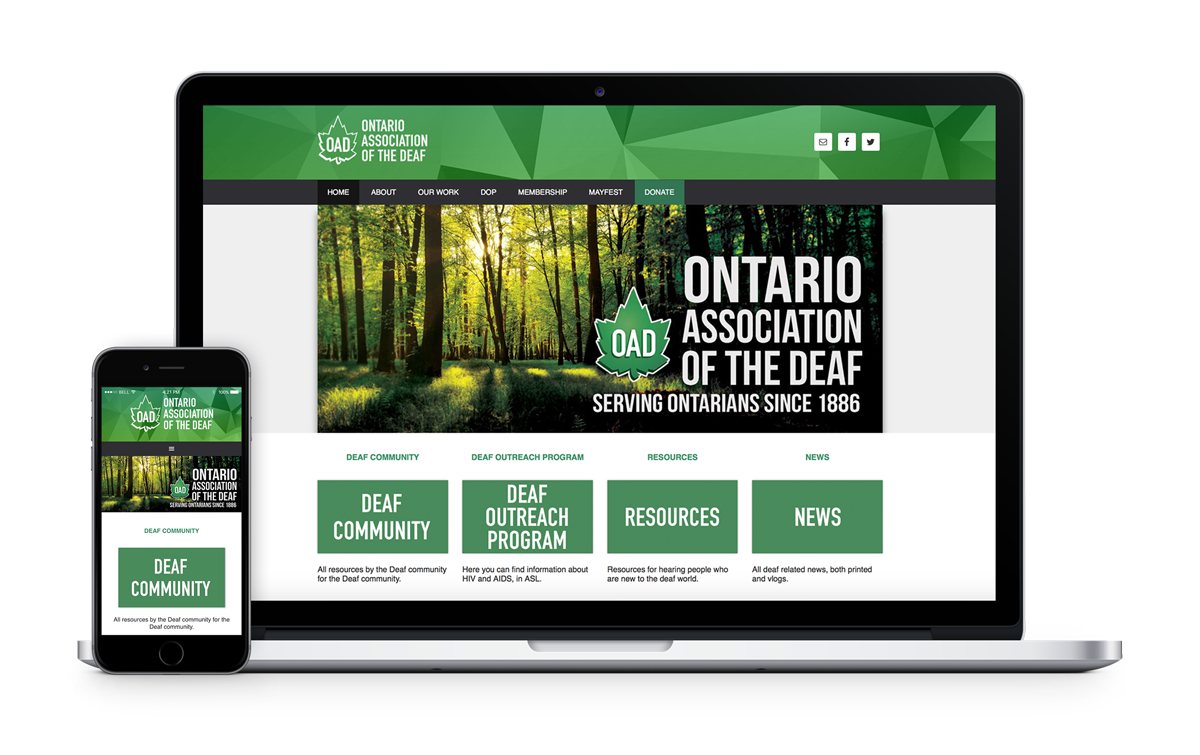 OAD
ONTARIO
ASSOCIATION
OF THE DEAF
HOME ABOUT OUR WORK DOP MEMBERSHIP MAYFEST DONATE
ONTARIO
ASSOCIATION
OF THE DEAF
OAD
SERVING ONTARIANS SINCE 1886
DEAF COMMUNITY DEAF OUTREACH PROGRAM RESOURCES NEWS
DEAF
COMMUNITY
DEAF
OUTREACH
PROGRAM
RESOURCES
NEWS
All resources by the Deaf community
for the Deaf community.
Here you can find information about
HIV and AIDS, in ASL.
Resources for hearing people who
are new to the deaf world.
All deaf related news, both printed
and vlogs.
BELL 4:21 PM 100%
OAD
ONTARIO
ASSOCIATION
OF THE DEAF
ONTARIO
ASSOCIATION
OF THE DEAF
OAD
SERVING ONTARIANS SINCE 1886
DEAF COMMUNITY
DEAF
COMMUNITY
All resources by the Deaf community for the
Deaf community.